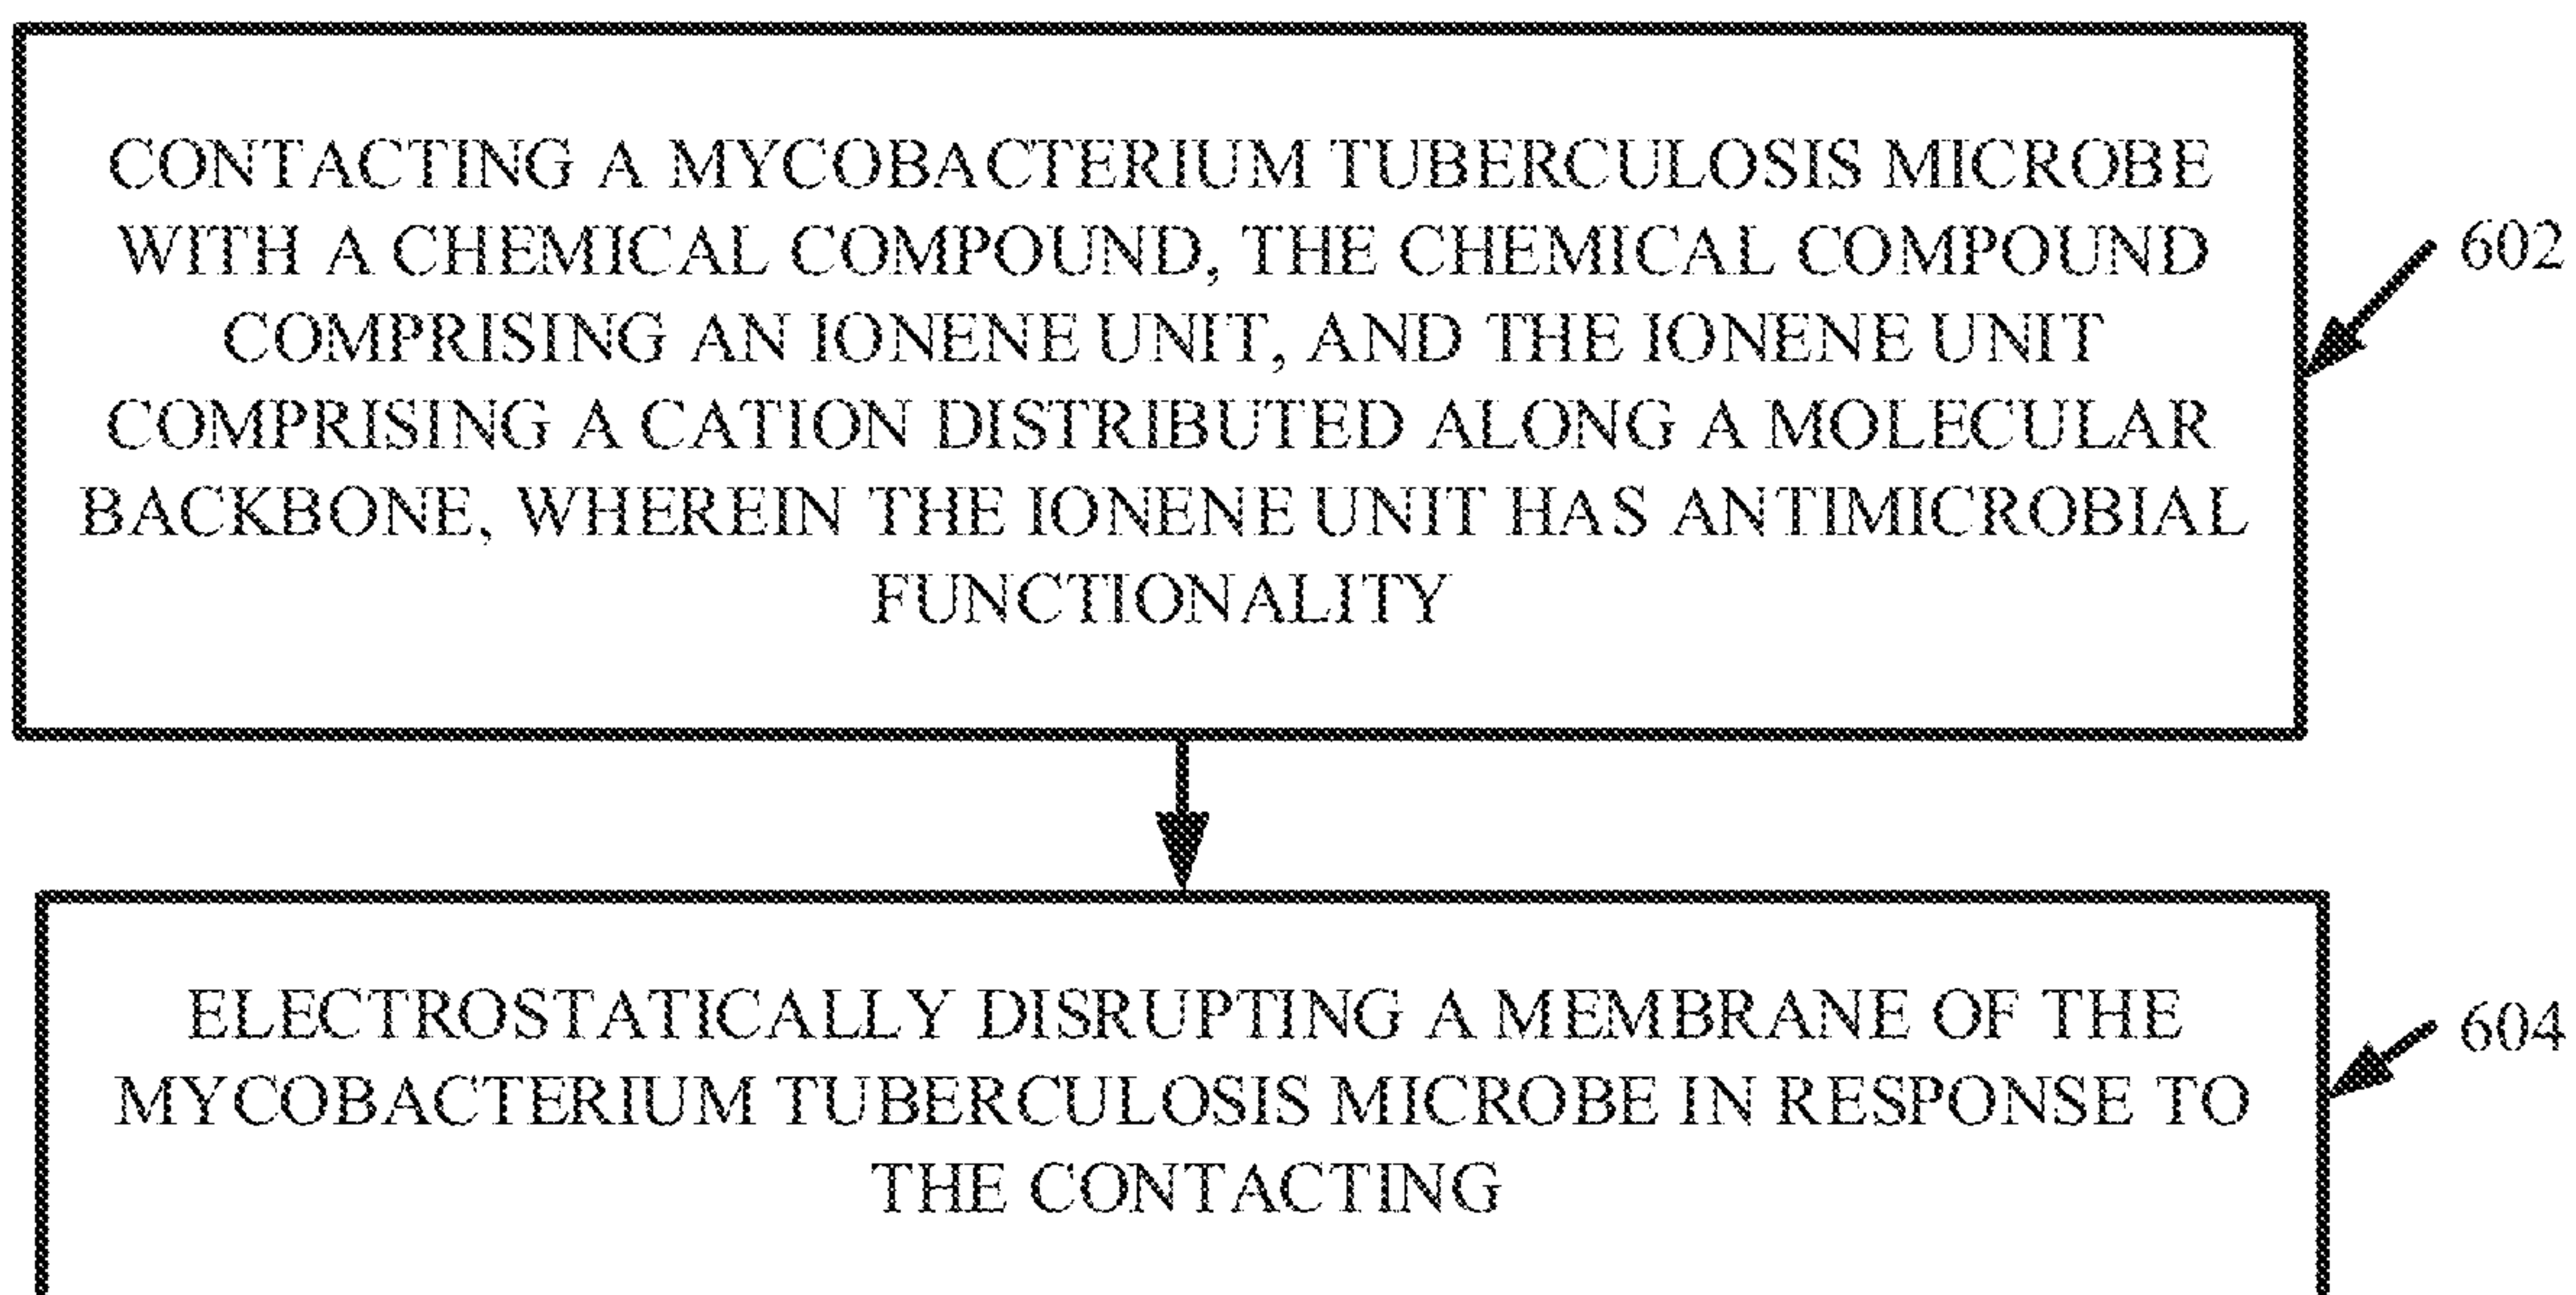 CONTACTING A MYCOBACTERIUM TUBERCULOSIS MICROBE
WITH A CHEMICAL COMPOUND, THE CHEMICAL COMPOUND
COMPRISING AN IONENE UNIT, AND THE IONENE UNIT
COMPRISING A CATION DISTRIBUTED ALONG A MOLECULAR
BACKBONE, WHEREIN THE IONENE UNIT HAS ANTIMICROBIAL
FUNCTIONALITY
602
ELECTROSTATICALLY DISRUPTING A MEMBRANE OF THE
MYCOBACTERIUM TUBERCULOSIS MICROBE IN RESPONSE TO
THE CONTACTING
604